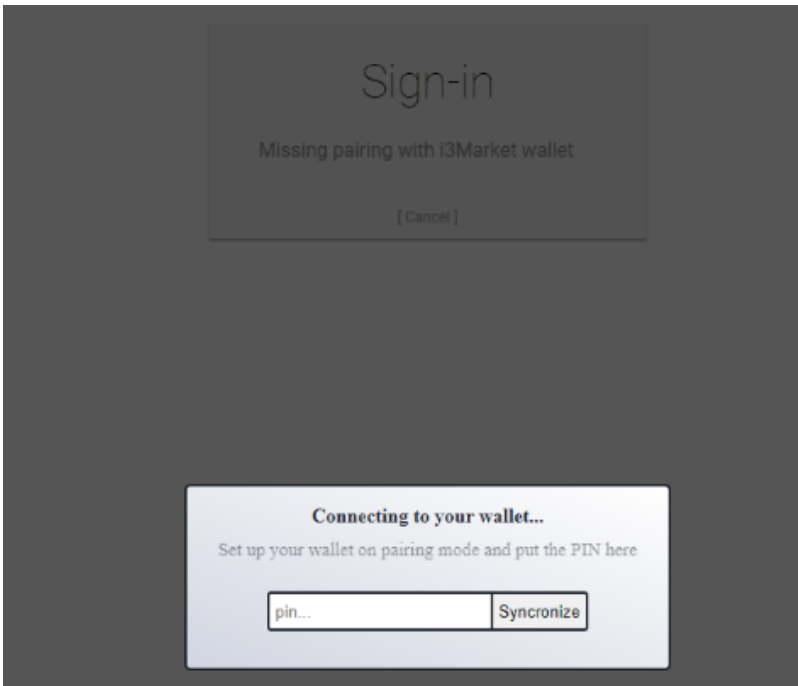 Sign-in
Missing pairing with i3Market wallet
[ Cancel ]
Connecting to your wallet...
Set up your wallet on pairing mode and put the PIN here
pin...
Syncronize